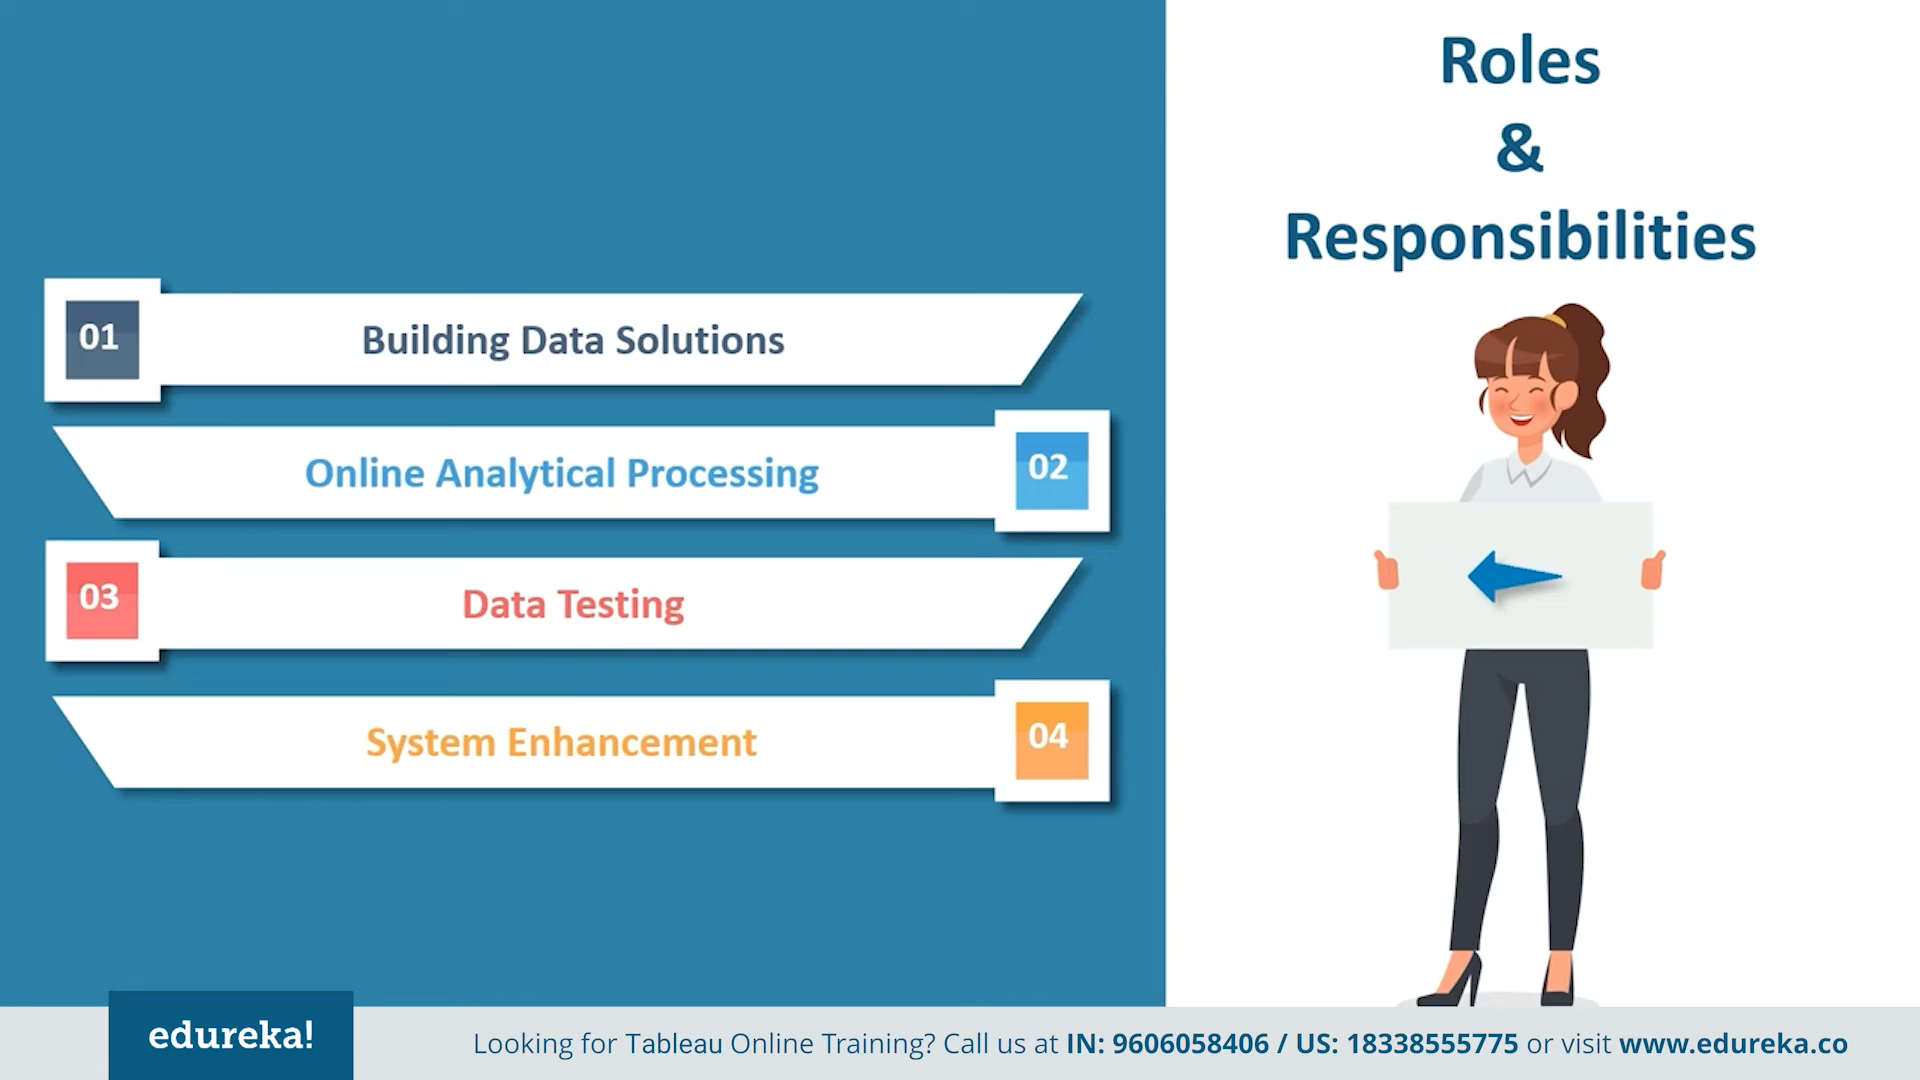 Roles
&
Responsibilities
01
Building Data Solutions
Online Analytical Processing
02
03
Data Testing
System Enhancement
04
edureka!
Looking for Tableau Online Training? Call us at IN: 9606058406 / US: 18338555775 or visit www.edureka.co